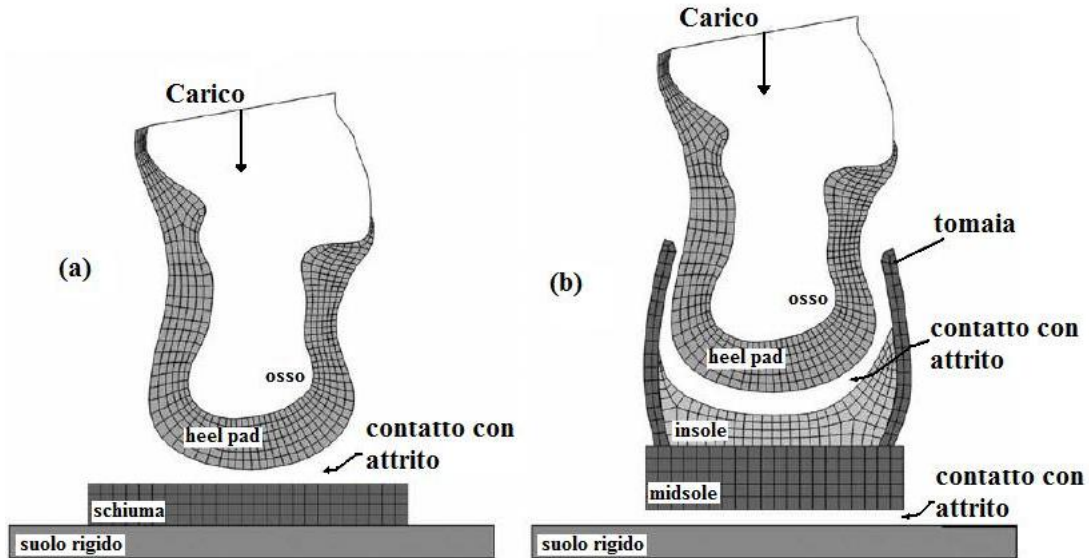 Carico
(a)
osso
heel pad
contatto con
attrito
schiuma
suolo rigido
Carico
(b)
tomaia
osso
heel pad
contatto con
attrito
insole
midsole
contatto con
attrito
suolo rigido